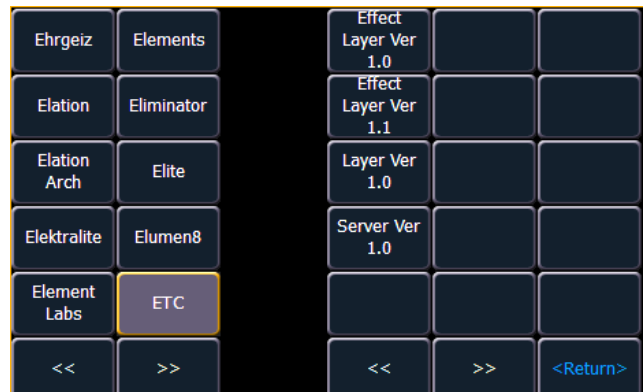 Ehrgeiz
Elements
Effect
Layer Ver
1.0
Elation
Eliminator
Effect
Layer Ver
1.1
Elation
Arch
Elite
Layer Ver
1.0
Elektralite
Elumen8
Server Ver
1.0
Element
Labs
ETC
<<
>>
<<
>>
<Return>